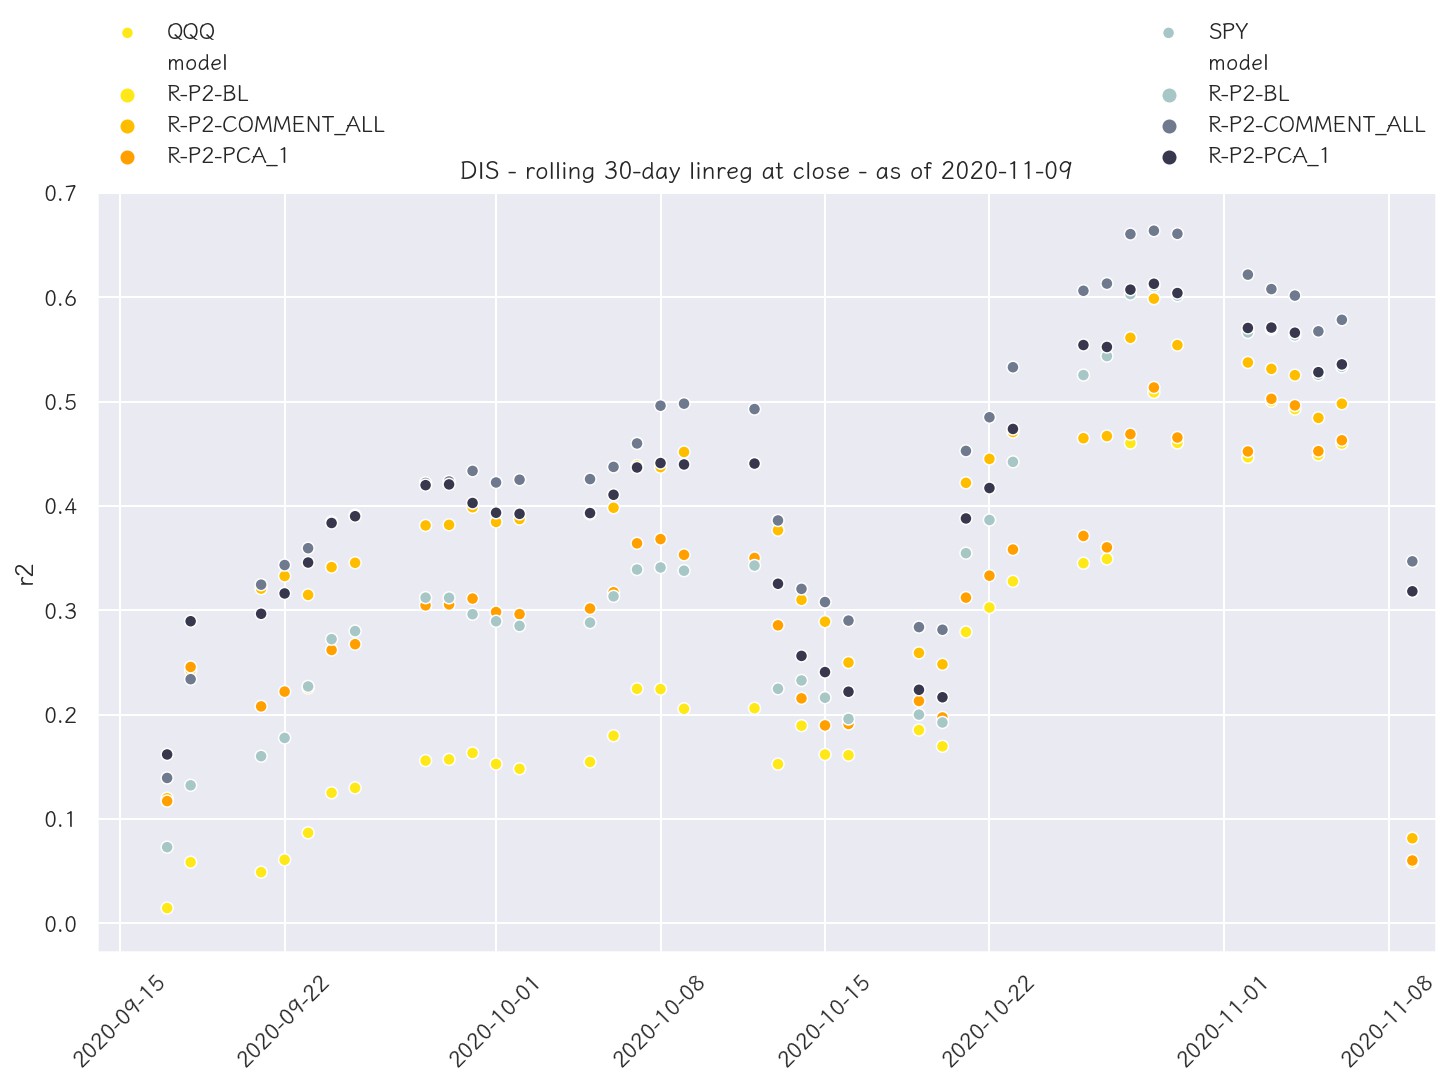 QQQ
model
R-P2-BL
R-P2-COMMENT_ALL
R-P2-PCA_1
SPY
model
R-P2-BL
R-P2-COMMENT_ALL
R-P2-PCA_1
DIS - rolling 30-day linreg at close - as of 2020-11-09
0.7
0.6
0.5
0.4
0.3
0.2
0.1
0.0
r2
2020-09-15
2020-09-22
2020-10-01
2020-10-08
2020-10-15
2020-10-22
2020-11-01
2020-11-08